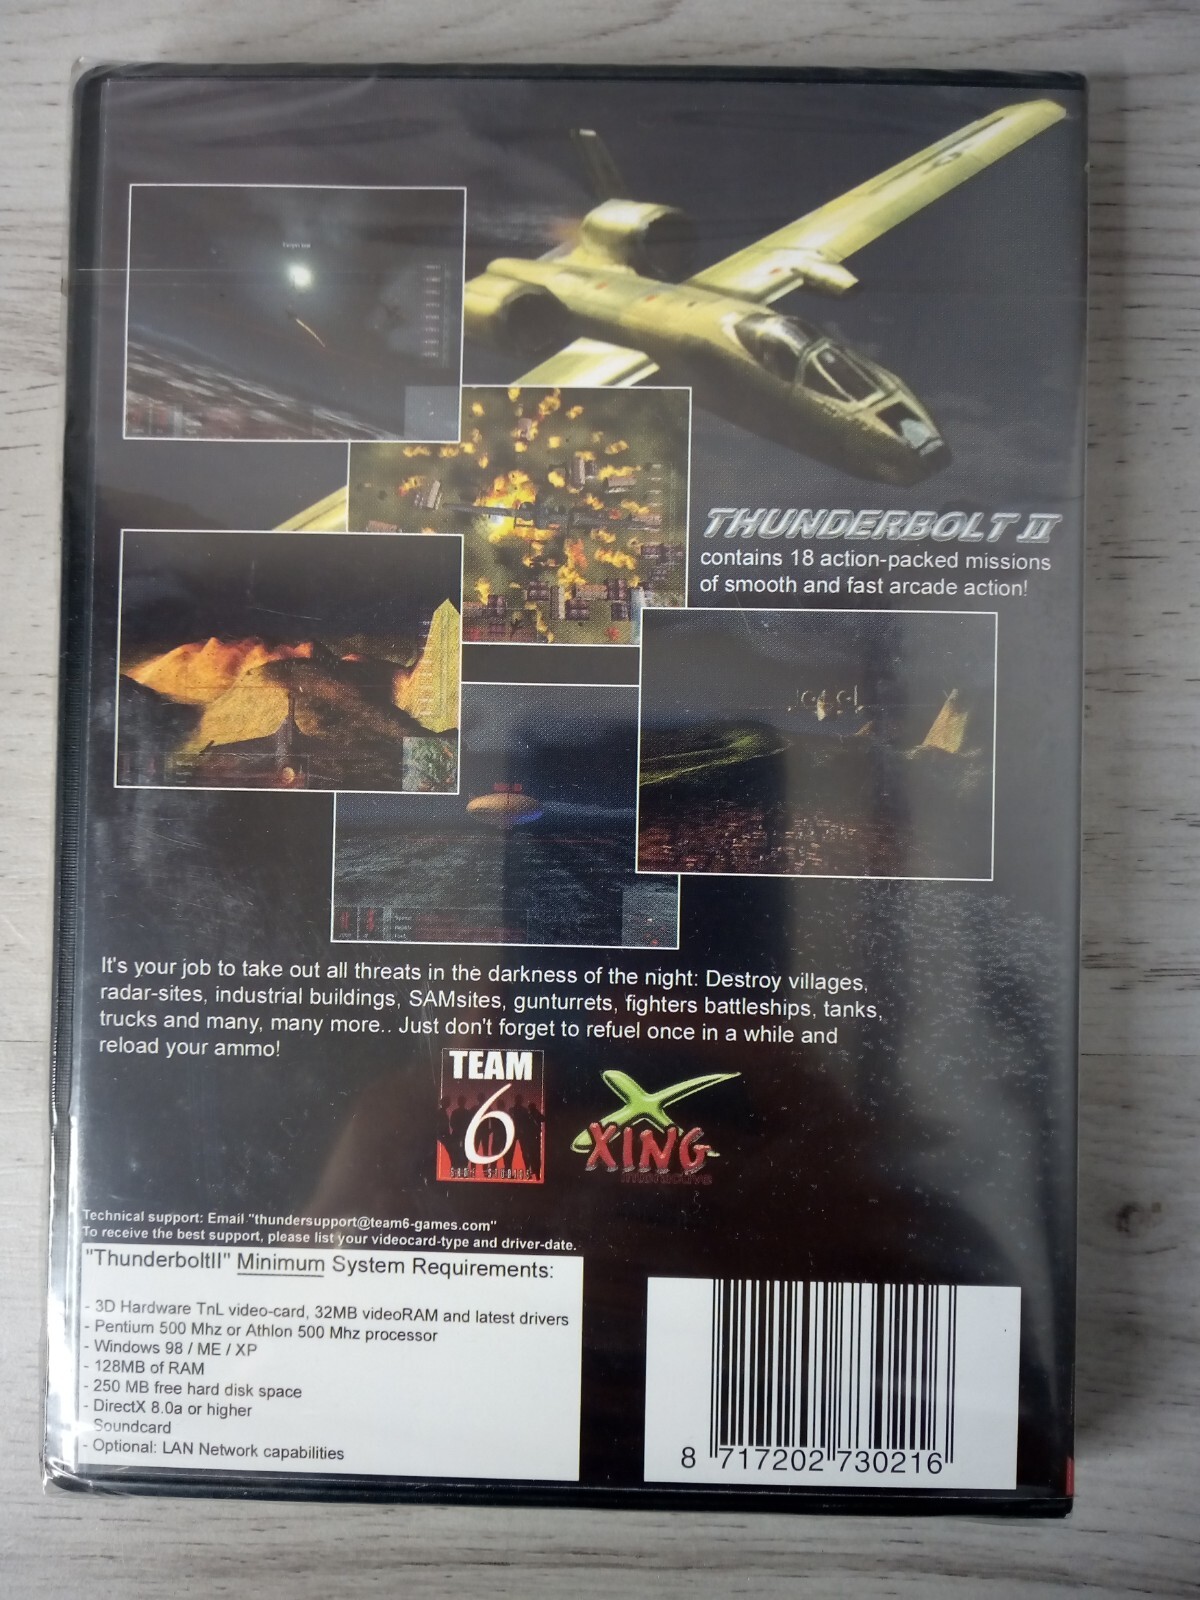 Target lost
THUNDERBOLT II
contains 18 action-packed missions
of smooth and fast arcade action!
It's your job to take out all threats in the darkness of the night: Destroy villages,
radar-sites, industrial buildings, SAMsites, gunturrets, fighters battleships, tanks,
trucks and many, many more.. Just don't forget to refuel once in a while and
reload your ammo!
TEAM
6
GAME STUDIOS
XING
interactive
Technical support: Email "thundersupport@team6-games.com"
To receive the best support, please list your videocard-type and driver-date.
"ThunderboltII" Minimum System Requirements:
- 3D Hardware TnL video-card, 32MB videoRAM and latest drivers
- Pentium 500 Mhz or Athlon 500 Mhz processor
- Windows 98 / ME / XP
- 128MB of RAM
- 250 MB free hard disk space
- DirectX 8.0a or higher
- Soundcard
- Optional: LAN Network capabilities
8 717202 730216